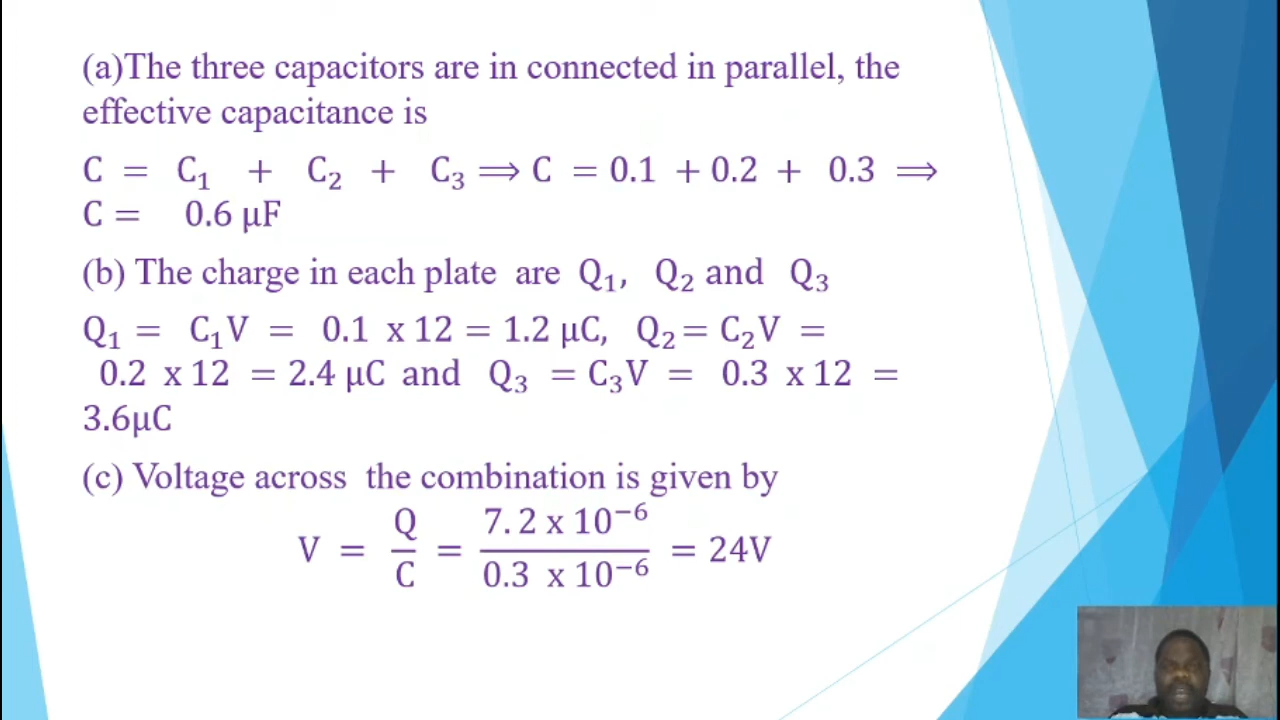 (a)The three capacitors are in connected in parallel, the
effective capacitance is
C = C₁ + C₂ + C₃ ⟹ C = 0.1 + 0.2 + 0.3 ⟹
C = 0.6 μF
(b) The charge in each plate are Q₁, Q₂ and Q₃
Q₁ = C₁V = 0.1 x 12 = 1.2 μC, Q₂ = C₂V =
0.2 x 12 = 2.4 μC and Q₃ = C₃V = 0.3 x 12 =
3.6μC
(c) Voltage across the combination is given by
V = Q/C = 7.2 x 10⁻⁶/0.3 x 10⁻⁶ = 24V